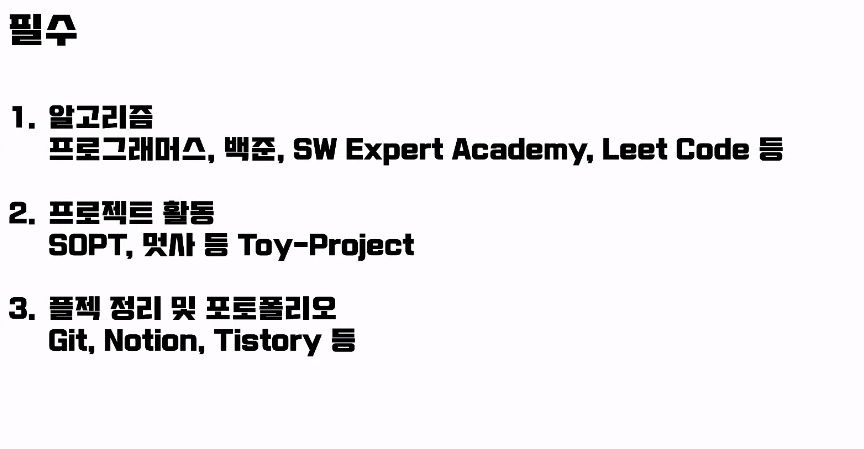 필수
1. 알고리즘
프로그래머스, 백준, SW Expert Academy, Leet Code 등
2. 프로젝트 활동
SOPT, 멋사 등 Toy-Project
3. 플젝 정리 및 포토폴리오
Git, Notion, Tistory 등